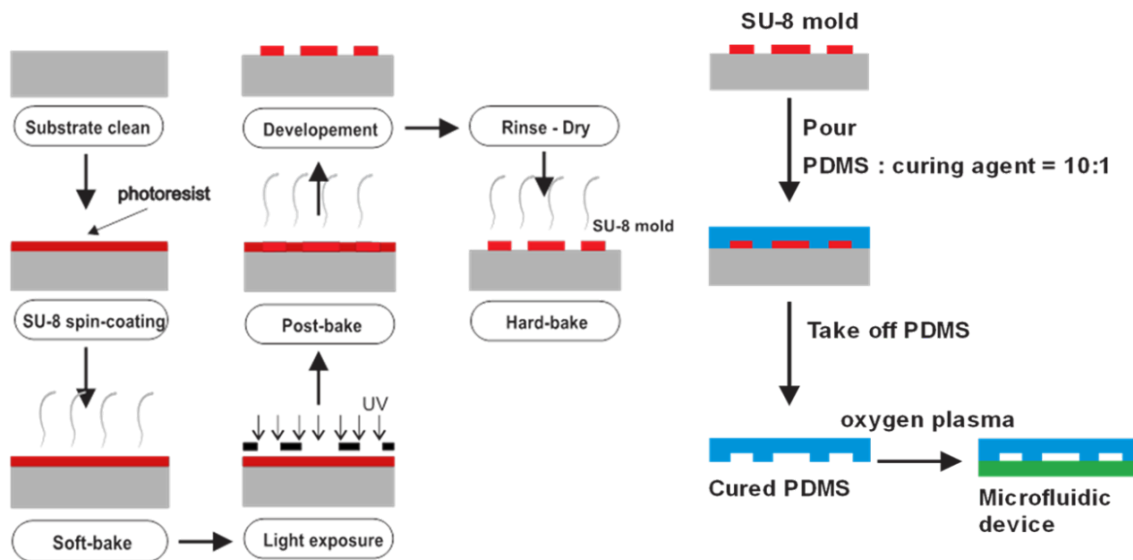 Substrate clean
photoresist
SU-8 spin-coating
Soft-bake
Light exposure
UV
Post-bake
Developement
Rinse - Dry
SU-8 mold
Hard-bake
SU-8 mold
Pour
PDMS : curing agent = 10:1
Take off PDMS
Cured PDMS
oxygen plasma
Microfluidic
device